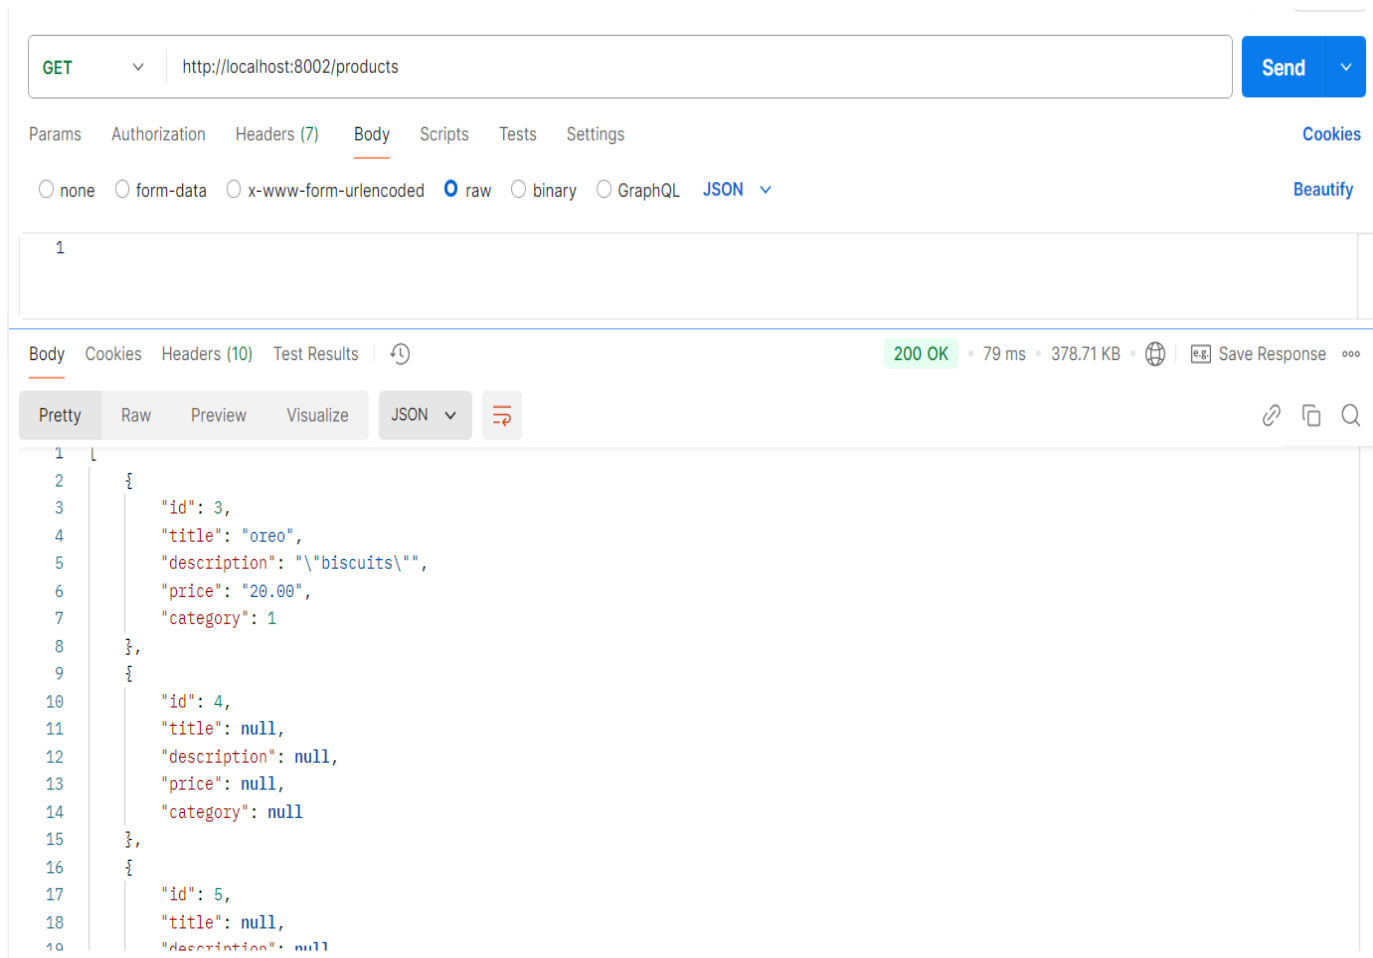 GET http://localhost:8002/products Send
Params Authorization Headers (7) Body Scripts Tests Settings Cookies
none form-data x-www-form-urlencoded raw binary GraphQL JSON Beautify
1
Body Cookies Headers (10) Test Results 200 OK 79 ms 378.71 KB e.g. Save Response
Pretty Raw Preview Visualize JSON
1 [
2 {
3 "id": 3,
4 "title": "oreo",
5 "description": "\"biscuits\"",
6 "price": "20.00",
7 "category": 1
8 },
9 {
10 "id": 4,
11 "title": null,
12 "description": null,
13 "price": null,
14 "category": null
15 },
16 {
17 "id": 5,
18 "title": null,
19 "description": null